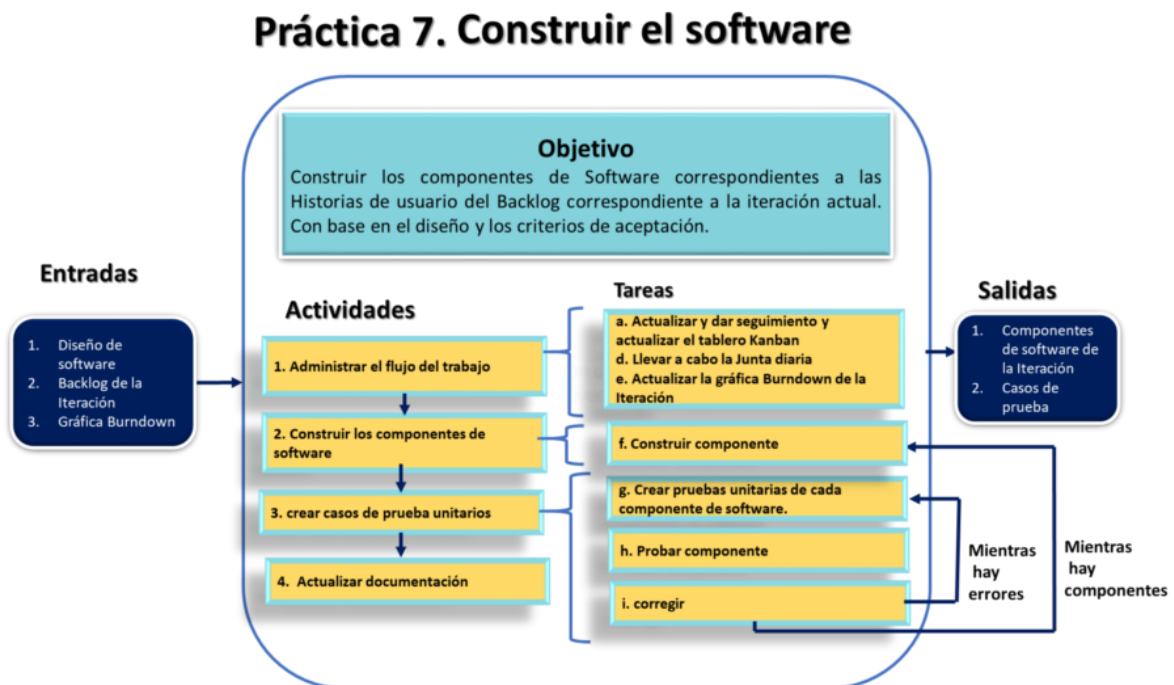 Práctica 7. Construir el software
Objetivo
Construir los componentes de Software correspondientes a las
Historias de usuario del Backlog correspondiente a la iteración actual.
Con base en el diseño y los criterios de aceptación.
Entradas
1. Diseño de
software
2. Backlog de la
Iteración
3. Gráfica Burndown
Actividades
1. Administrar el flujo del trabajo
2. Construir los componentes de
software
3. crear casos de prueba unitarios
4. Actualizar documentación
Tareas
a. Actualizar y dar seguimiento y
actualizar el tablero Kanban
d. Llevar a cabo la Junta diaria
e. Actualizar la gráfica Burndown de la
Iteración
f. Construir componente
g. Crear pruebas unitarias de cada
componente de software.
h. Probar componente
i. corregir
Mientras
hay
errores
Mientras
hay
componentes
Salidas
1. Componentes
de software de
la Iteración
2. Casos de
prueba